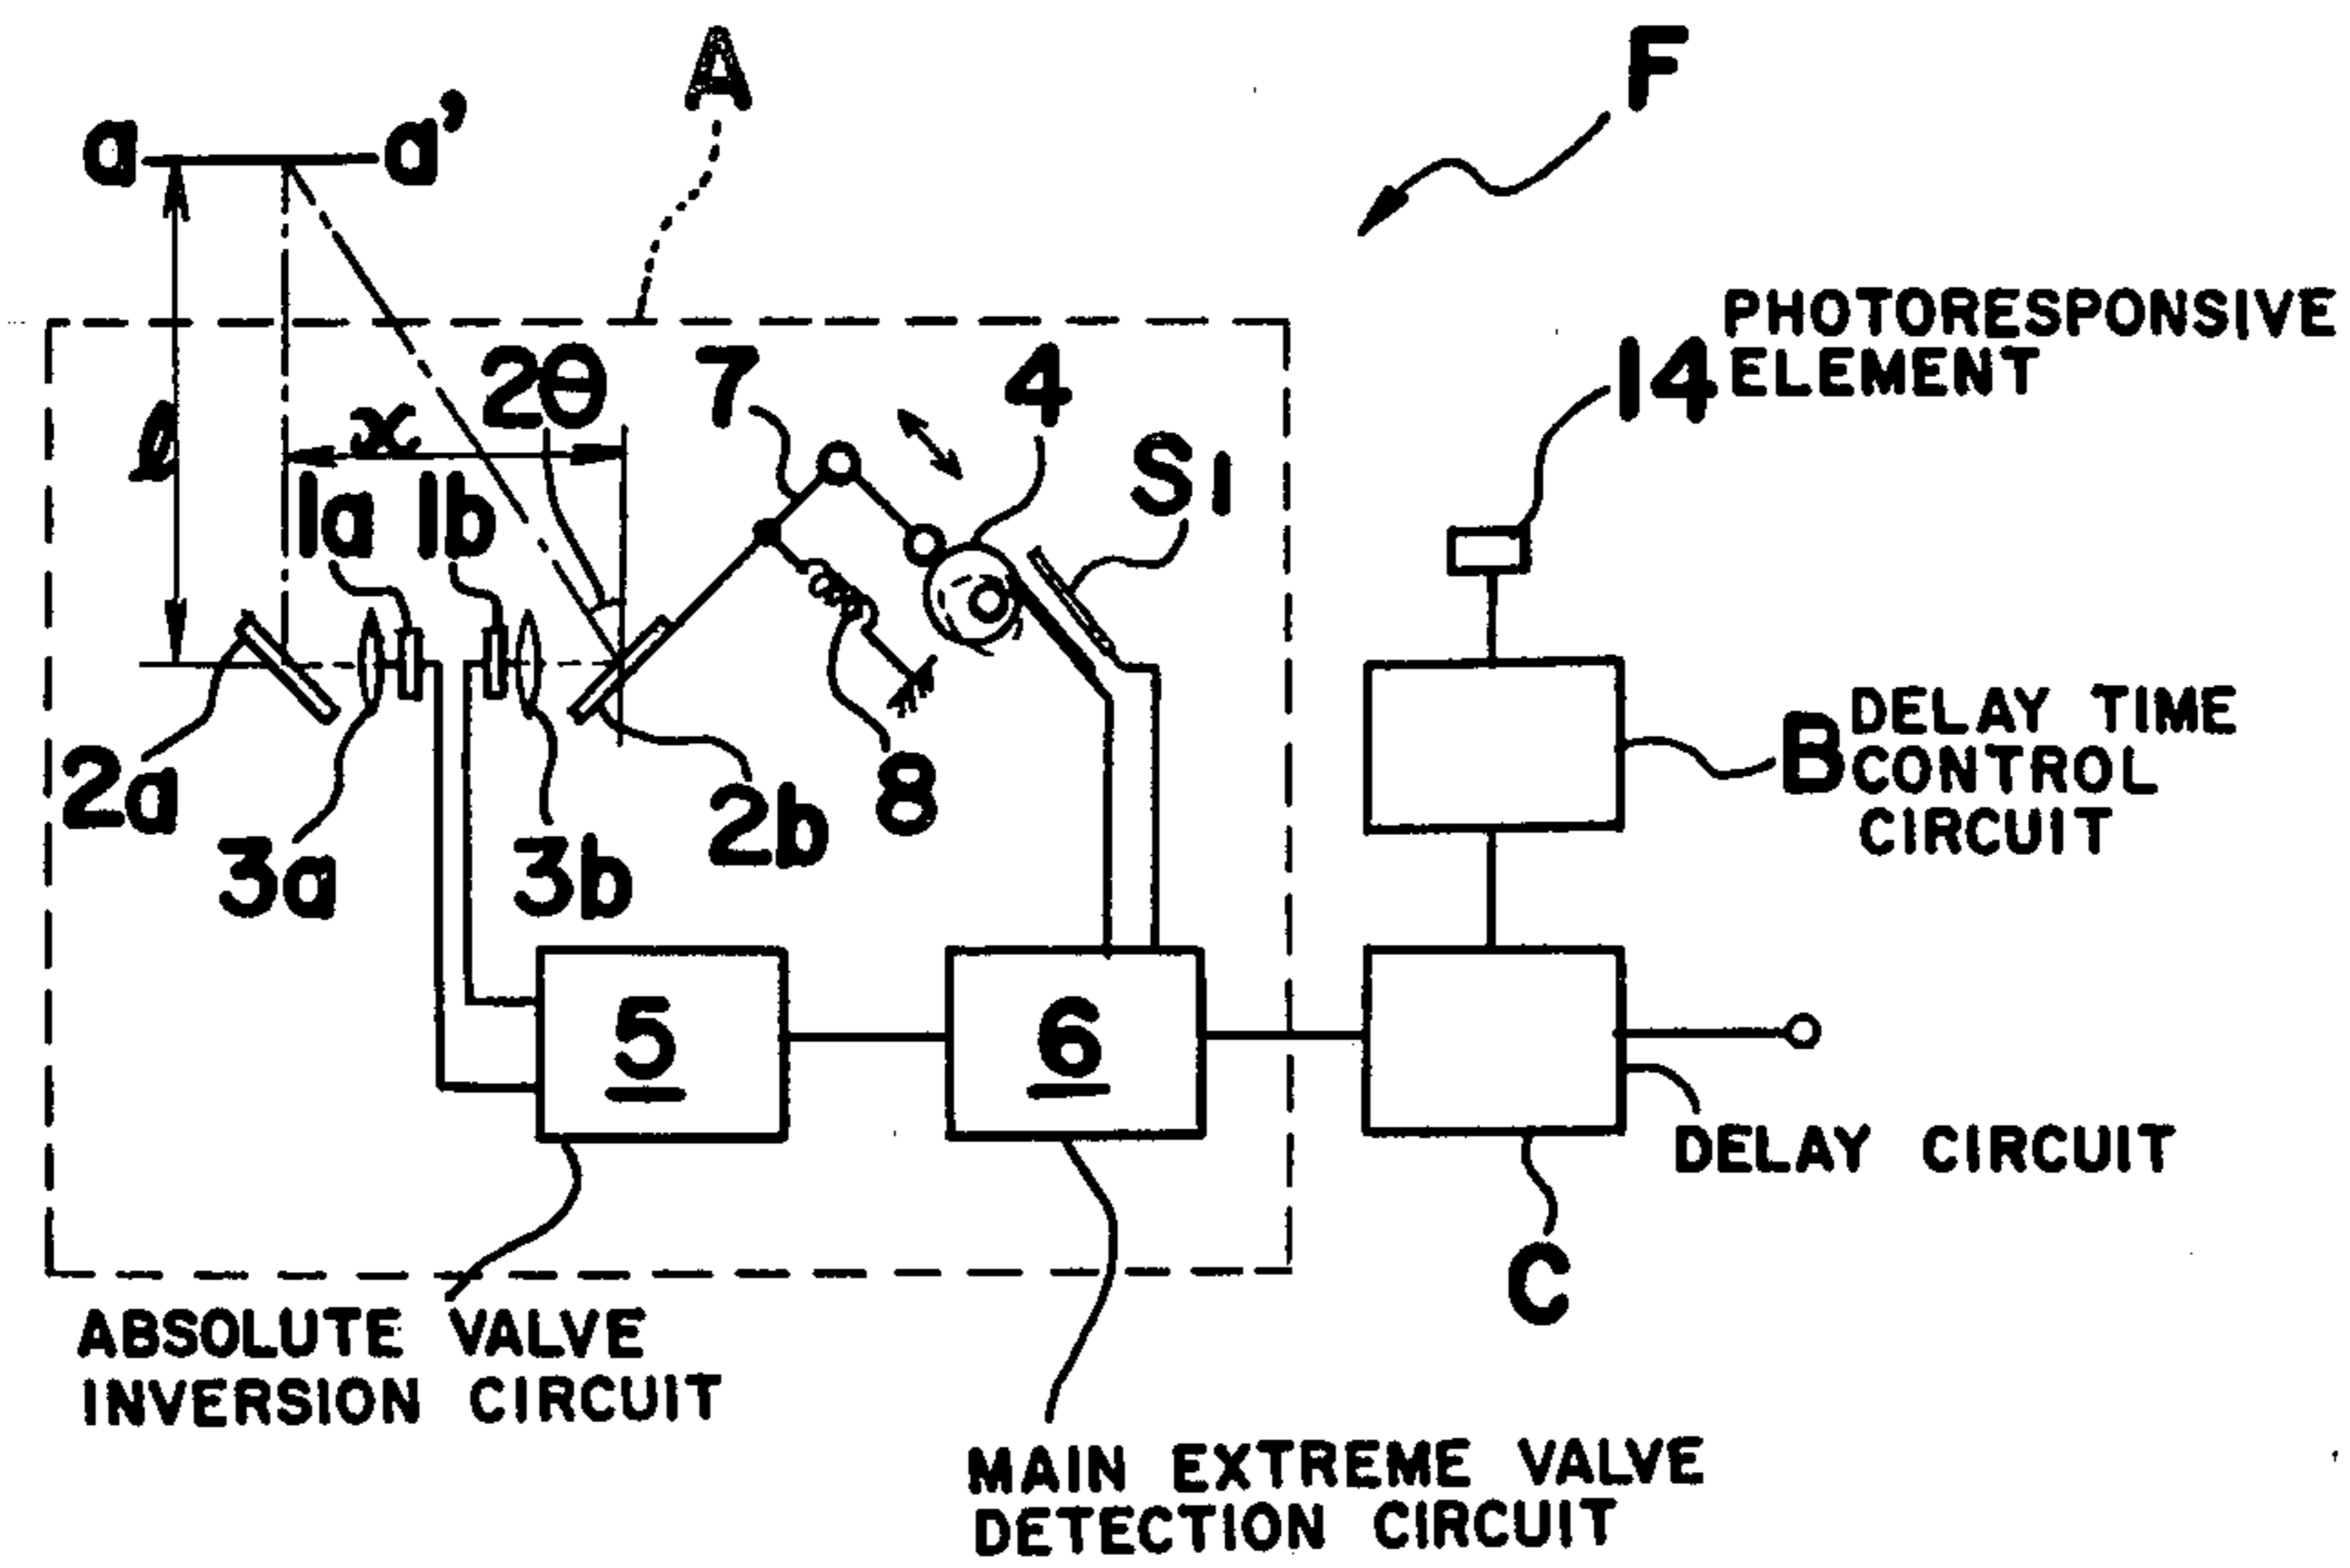 A
F
a a'
PHOTORESPONSIVE
14 ELEMENT
2θ 7 4
x
l
1a 1b S1
DELAY TIME
B CONTROL
CIRCUIT
2a 2b 8
3a 3b
5 6
DELAY CIRCUIT
C
ABSOLUTE VALVE
INVERSION CIRCUIT
MAIN EXTREME VALVE
DETECTION CIRCUIT